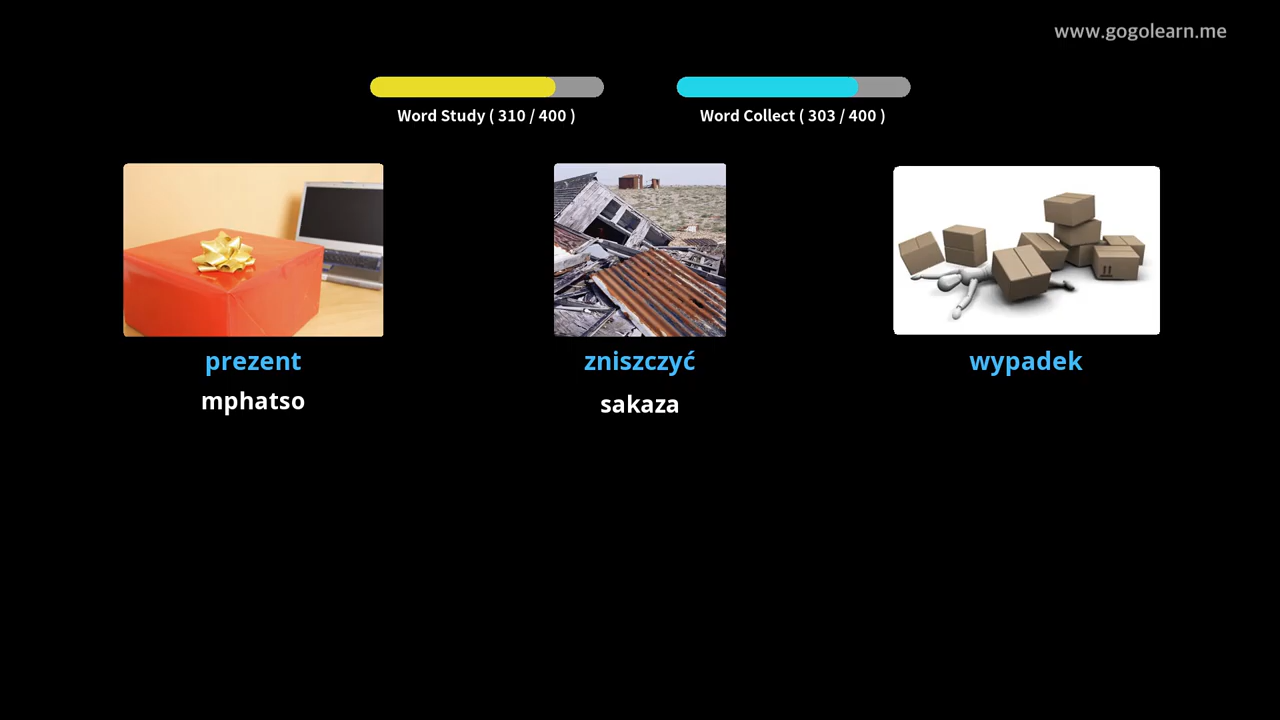 www.gogolearn.me
Word Study ( 310 / 400 )
Word Collect ( 303 / 400 )
prezent
mphatso
zniszczyć
sakaza
wypadek